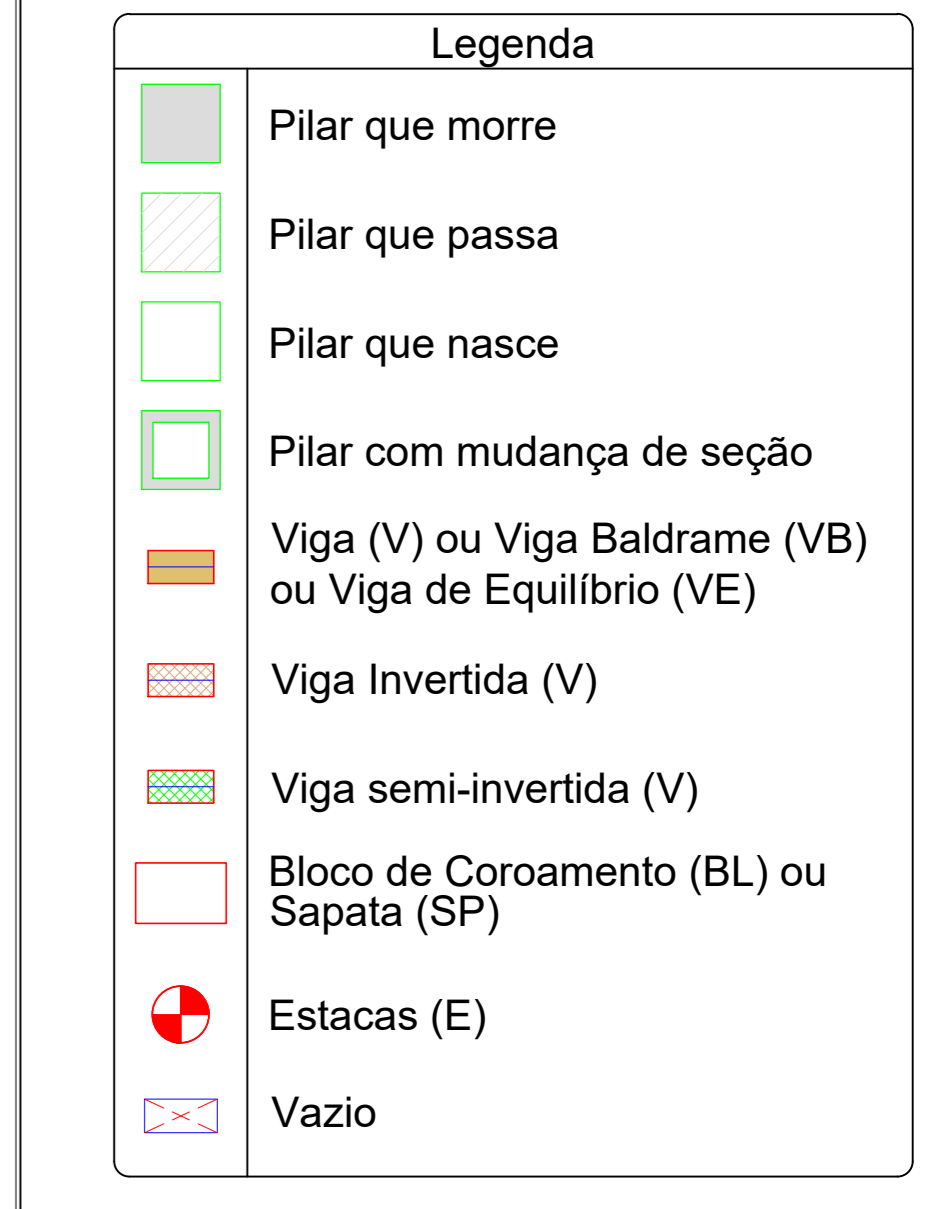 Legenda
Pilar que morre
Pilar que passa
Pilar que nasce
Pilar com mudança de seção
Viga (V) ou Viga Baldrame (VB)
ou Viga de Equilíbrio (VE)
Viga Invertida (V)
Viga semi-invertida (V)
Bloco de Coroamento (BL) ou
Sapata (SP)
Estacas (E)
Vazio